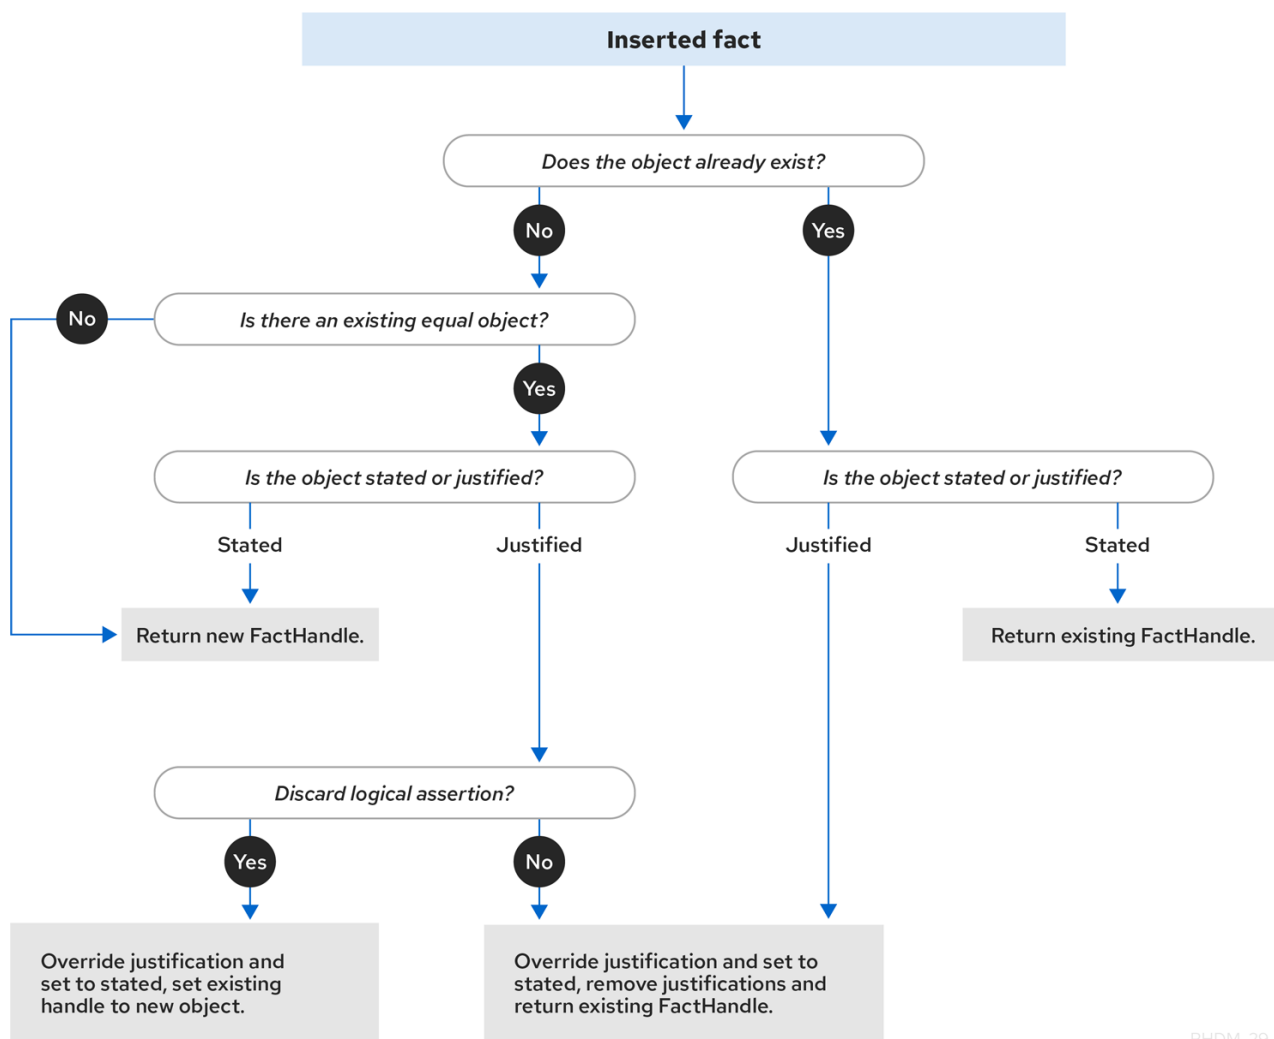 Inserted fact
Does the object already exist?
No
Yes
No
Is there an existing equal object?
Yes
Is the object stated or justified?
Is the object stated or justified?
Stated
Justified
Justified
Stated
Return new FactHandle.
Return existing FactHandle.
Discard logical assertion?
Yes
No
Override justification and
set to stated, set existing
handle to new object.
Override justification and set to
stated, remove justifications and
return existing FactHandle.